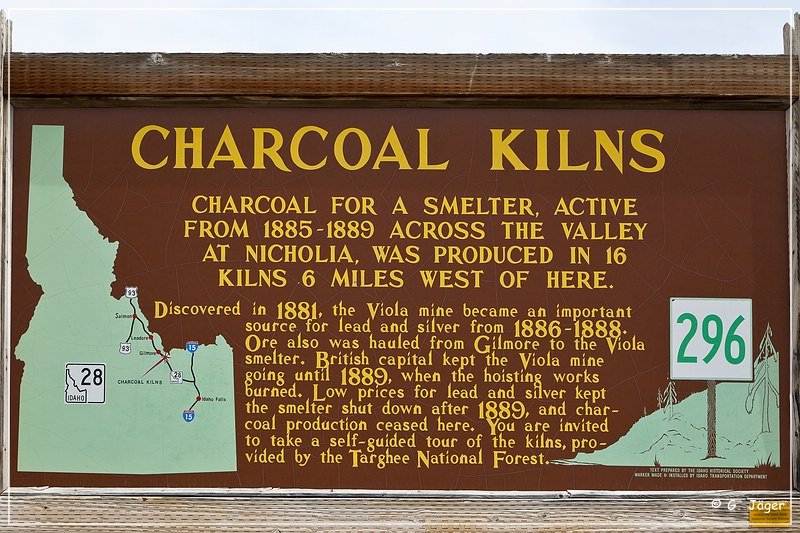 CHARCOAL KILNS
CHARCOAL FOR A SMELTER, ACTIVE
FROM 1885-1889 ACROSS THE VALLEY
AT NICHOLIA, WAS PRODUCED IN 16
KILNS 6 MILES WEST OF HERE.
Discovered in 1881, the Viola mine became an important
source for lead and silver from 1886-1888.
Ore also was hauled from Gilmore to the Viola
smelter. British capital kept the Viola mine
going until 1889, when the hoisting works
burned. Low prices for lead and silver kept
the smelter shut down after 1889, and char-
coal production ceased here. You are invited
to take a self-guided tour of the kilns, pro-
vided by the Targhee National Forest.
93
Salmon
Leadore
93
Gilmore
15
28
CHARCOAL KILNS
28
IDAHO
Idaho Falls
15
296
TEXT PREPARED BY THE IDAHO HISTORICAL SOCIETY
MARKER MADE & INSTALLED BY IDAHO TRANSPORTATION DEPARTMENT
© G. Jager